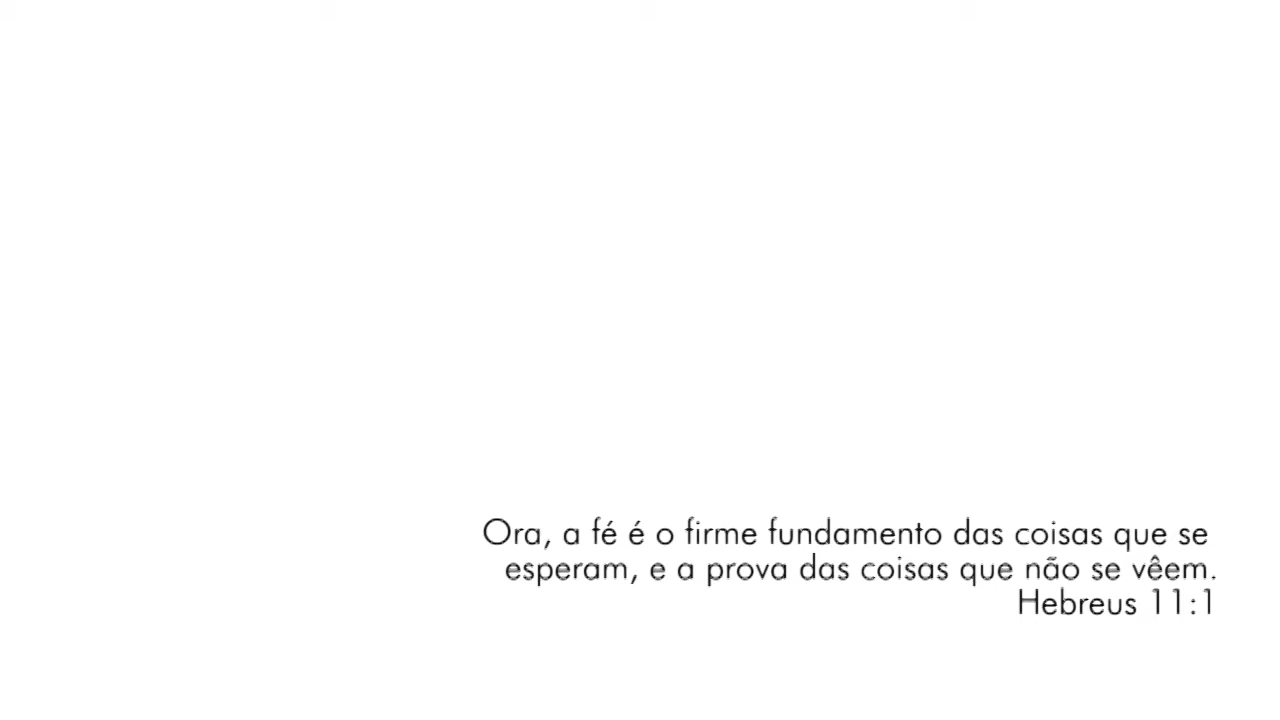 Ora, a fé é o firme fundamento das coisas que se
esperam, e a prova das coisas que não se vêem.
Hebreus 11:1